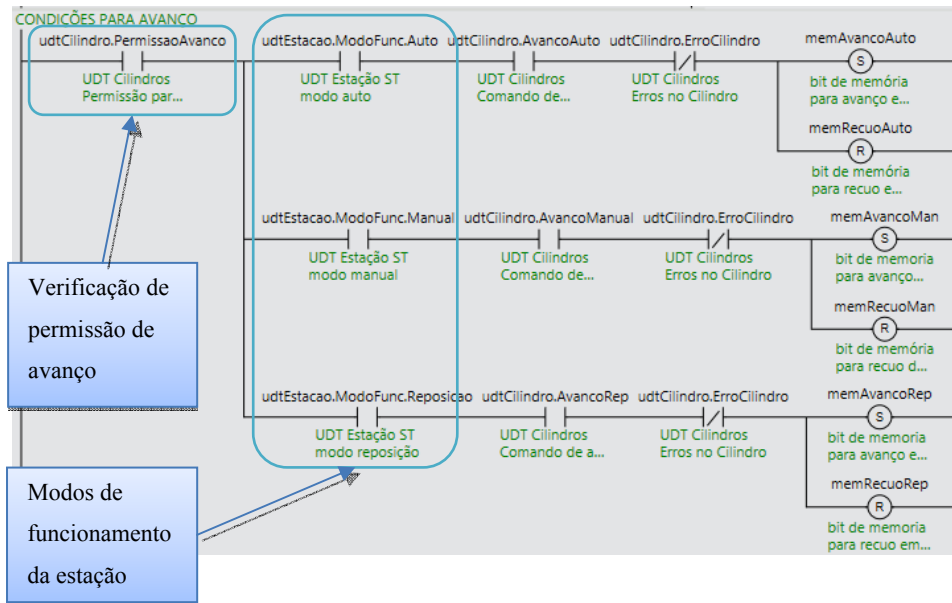 CONDICÕES PARA AVANCO
udtCilindro.PermissaoAvanco
UDT Cilindros
Permissão par...
udtEstacao.ModoFunc.Auto
UDT Estação ST
modo auto
udtCilindro.AvancoAuto
UDT Cilindros
Comando de...
udtCilindro.ErroCilindro
UDT Cilindros
Erros no Cilindro
memAvancoAuto
S
bit de memória
para avanço e...
memRecuoAuto
R
bit de memória
para recuo e...
udtEstacao.ModoFunc.Manual
UDT Estação ST
modo manual
udtCilindro.AvancoManual
UDT Cilindros
Comando de...
udtCilindro.ErroCilindro
UDT Cilindros
Erros no Cilindro
memAvancoMan
S
bit de memoria
para avanço...
memRecuoMan
R
bit de memória
para recuo d...
udtEstacao.ModoFunc.Reposicao
UDT Estação ST
modo reposição
udtCilindro.AvancoRep
UDT Cilindros
Comando de a...
udtCilindro.ErroCilindro
UDT Cilindros
Erros no Cilindro
memAvancoRep
S
bit de memoria
para avanço e...
memRecuoRep
R
bit de memoria
para recuo em...
Verificação de
permissão de
avanço
Modos de
funcionamento
da estação